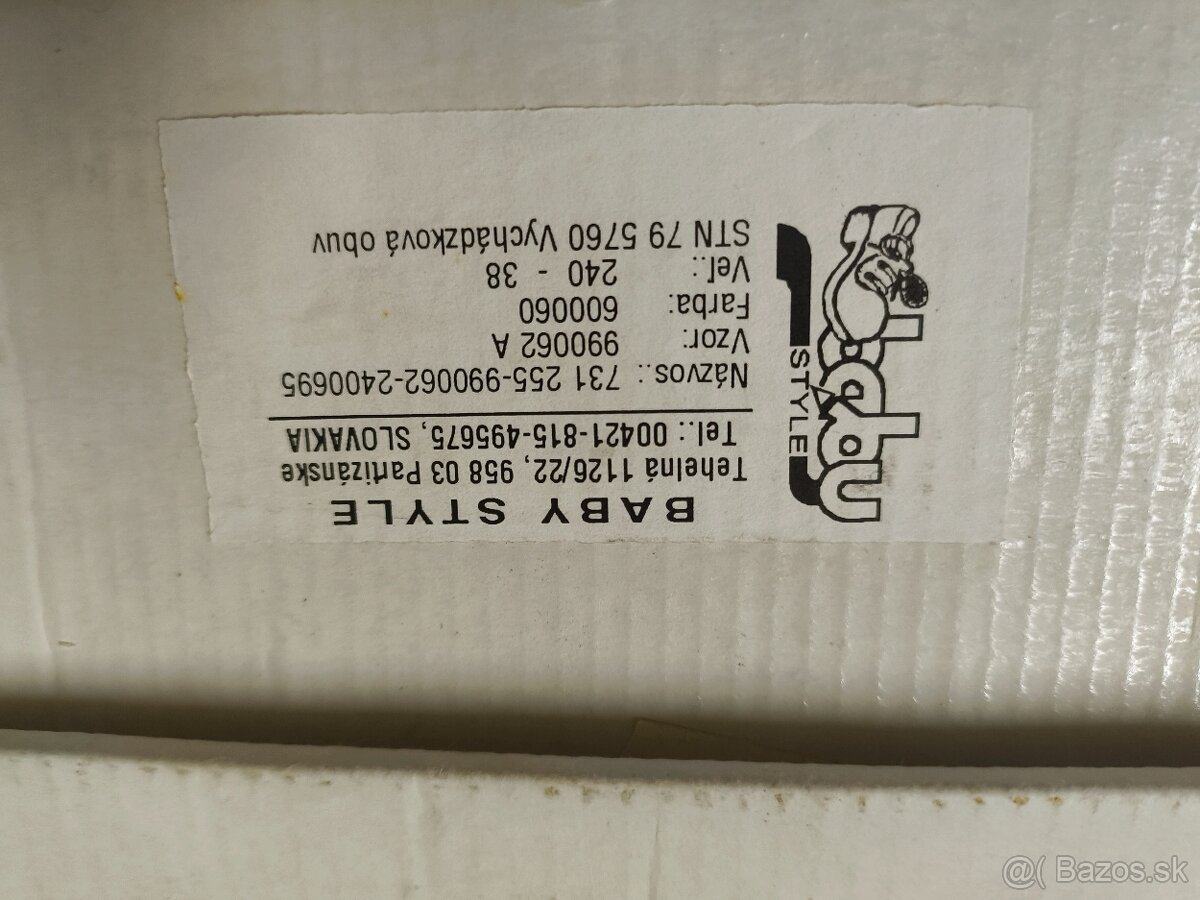 BABY STYLE
Tehelná 1126/22, 958 03 Partizánske
Tel.: 00421-815-495675, SLOVAKIA
Názvos.: 731 255-990062-2400695
Vzor: 990062 A
Farba: 600060
Veľ.: 240 - 38
STN 79 5760 Vychádzková obuv
STYLE
@( Bazos.sk